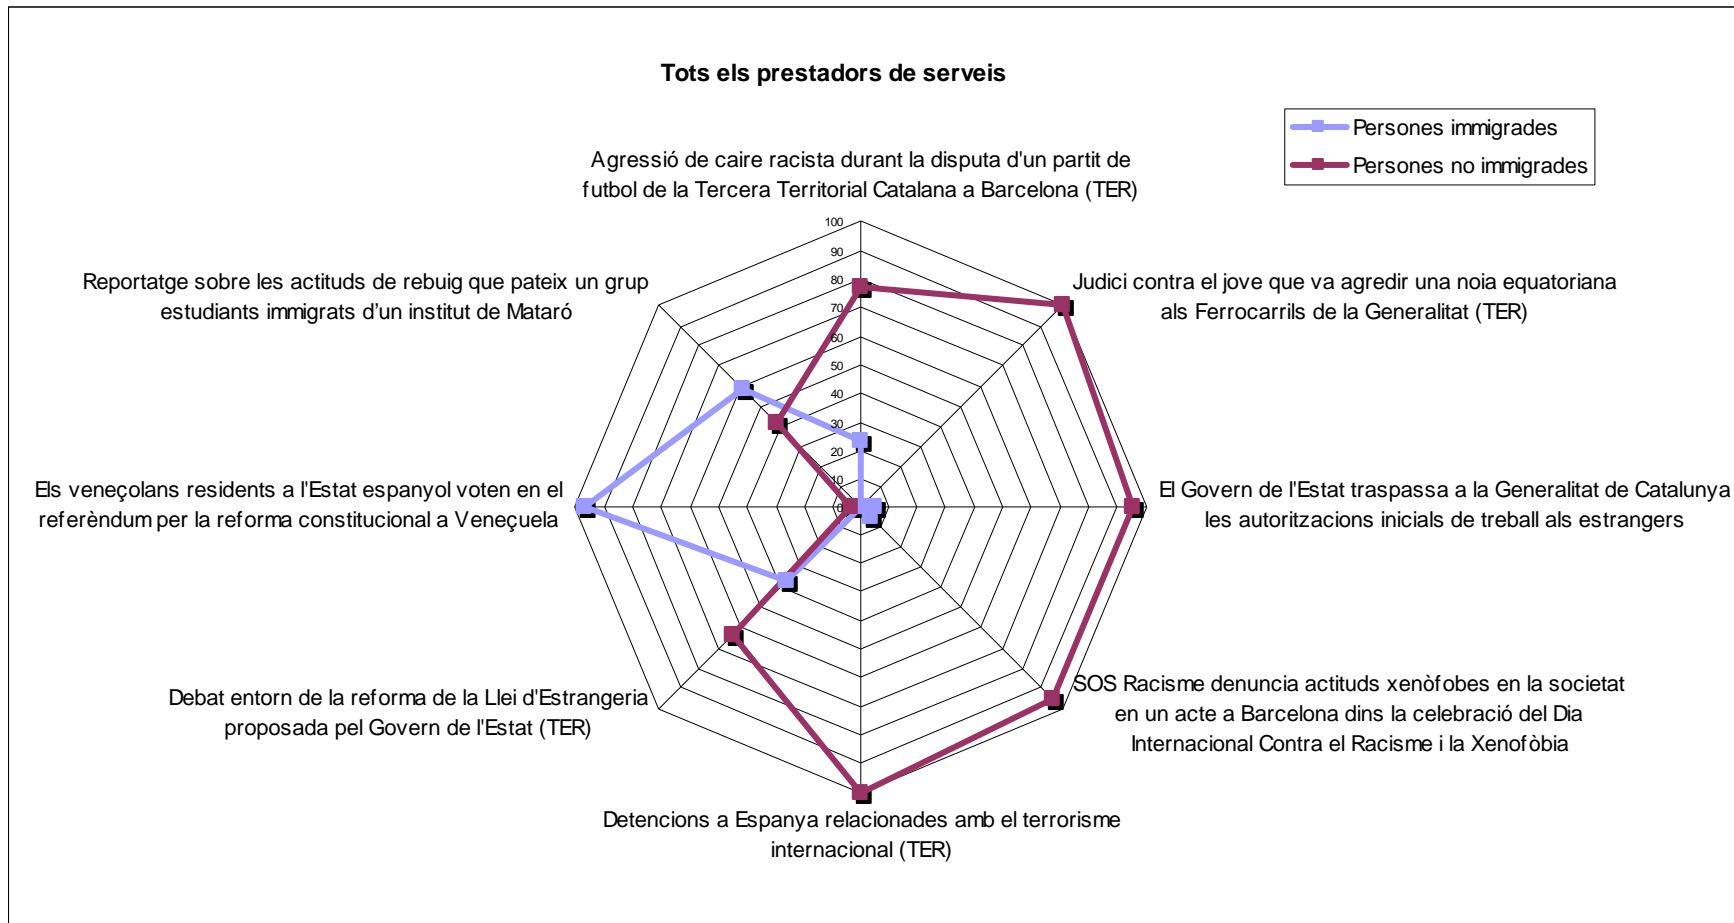 Tots els prestadors de serveis
Persones immigrades
Persones no immigrades
Agressió de caire racista durant la disputa d'un partit de
futbol de la Tercera Territorial Catalana a Barcelona (TER)
Judici contra el jove que va agredir una noia equatoriana
als Ferrocarrils de la Generalitat (TER)
El Govern de l'Estat traspassa a la Generalitat de Catalunya
les autoritzacions inicials de treball als estrangers
SOS Racisme denuncia actituds xenòfobes en la societat
en un acte a Barcelona dins la celebració del Dia
Internacional Contra el Racisme i la Xenofòbia
Detencions a Espanya relacionades amb el terrorisme
internacional (TER)
Debat entorn de la reforma de la Llei d'Estrangeria
proposada pel Govern de l'Estat (TER)
Els veneçolans residents a l'Estat espanyol voten en el
referèndum per la reforma constitucional a Veneçuela
Reportatge sobre les actituds de rebuig que pateix un grup
estudiants immigrats d’un institut de Mataró
100
90
80
70
60
50
40
30
20
10
0